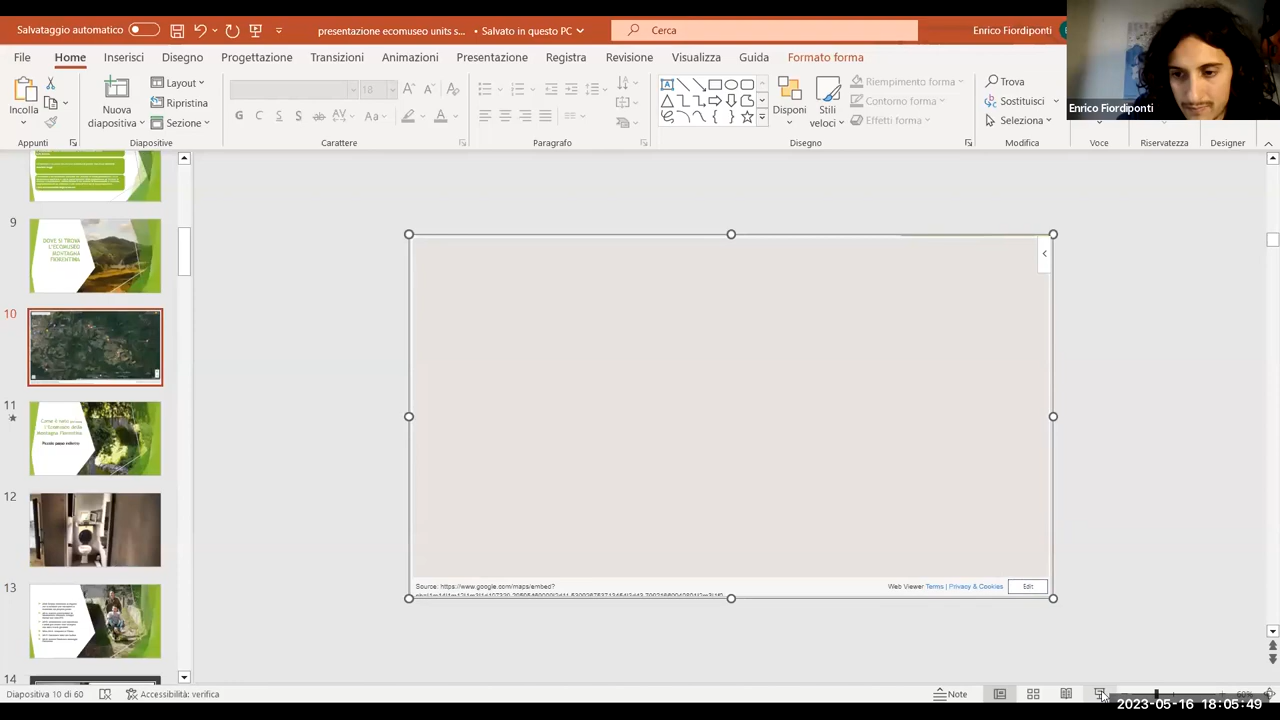 Salvataggio automatico
presentazione ecomuseo units s... • Salvato in questo PC
Cerca
Enrico Fiordiponti
File Home Inserisci Disegno Progettazione Transizioni Animazioni Presentazione Registra Revisione Visualizza Guida Formato forma
Incolla
Nuova diapositiva
Layout
Ripristina
Sezione
18
Disponi
Stili veloci
Riempimento forma
Contorno forma
Effetti forma
Trova
Sostituisci
Seleziona
Enrico Fiordiponti
Appunti Diapositive Carattere Paragrafo Disegno Modifica Voce Riservatezza Designer
9
DOVE SI TROVA
L'ECOMUSEO
MONTAGNA
FIORENTINA
10
11
Come è nato
l'Ecomuseo della
Montagna Fiorentina
Piccolo passo indietro
12
13
14
Source: https://www.google.com/maps/embed?
Web Viewer Terms | Privacy & Cookies
Edit
Diapositiva 10 di 60
Accessibilità: verifica
Note
60%
2023-05-16 18:05:49